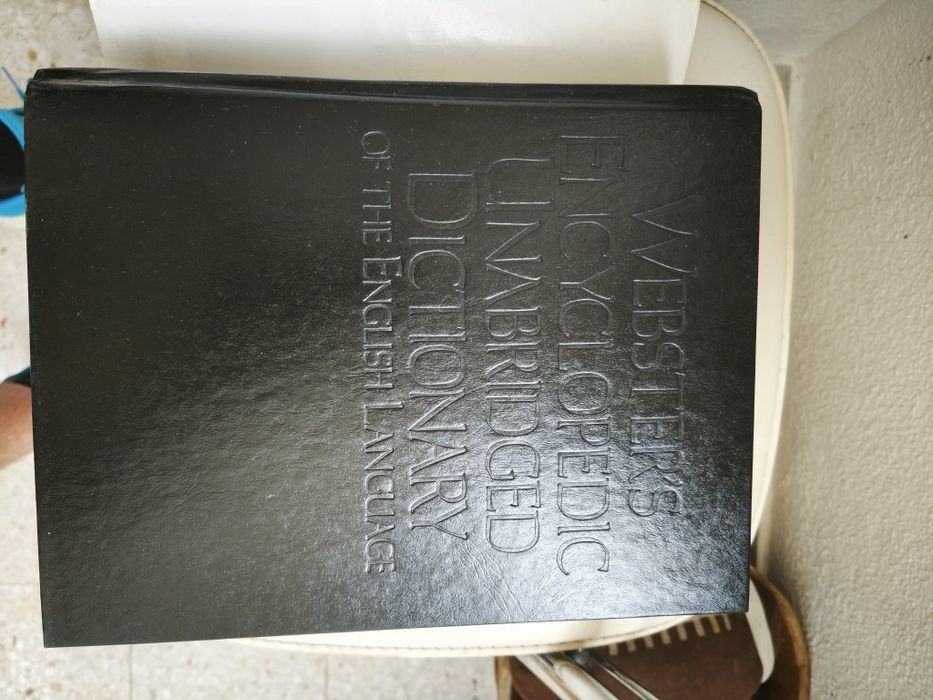 WEBSTER'S
ENCYCLOPEDIC
UNABRIDGED
DICTIONARY
OF THE ENGLISH LANGUAGE